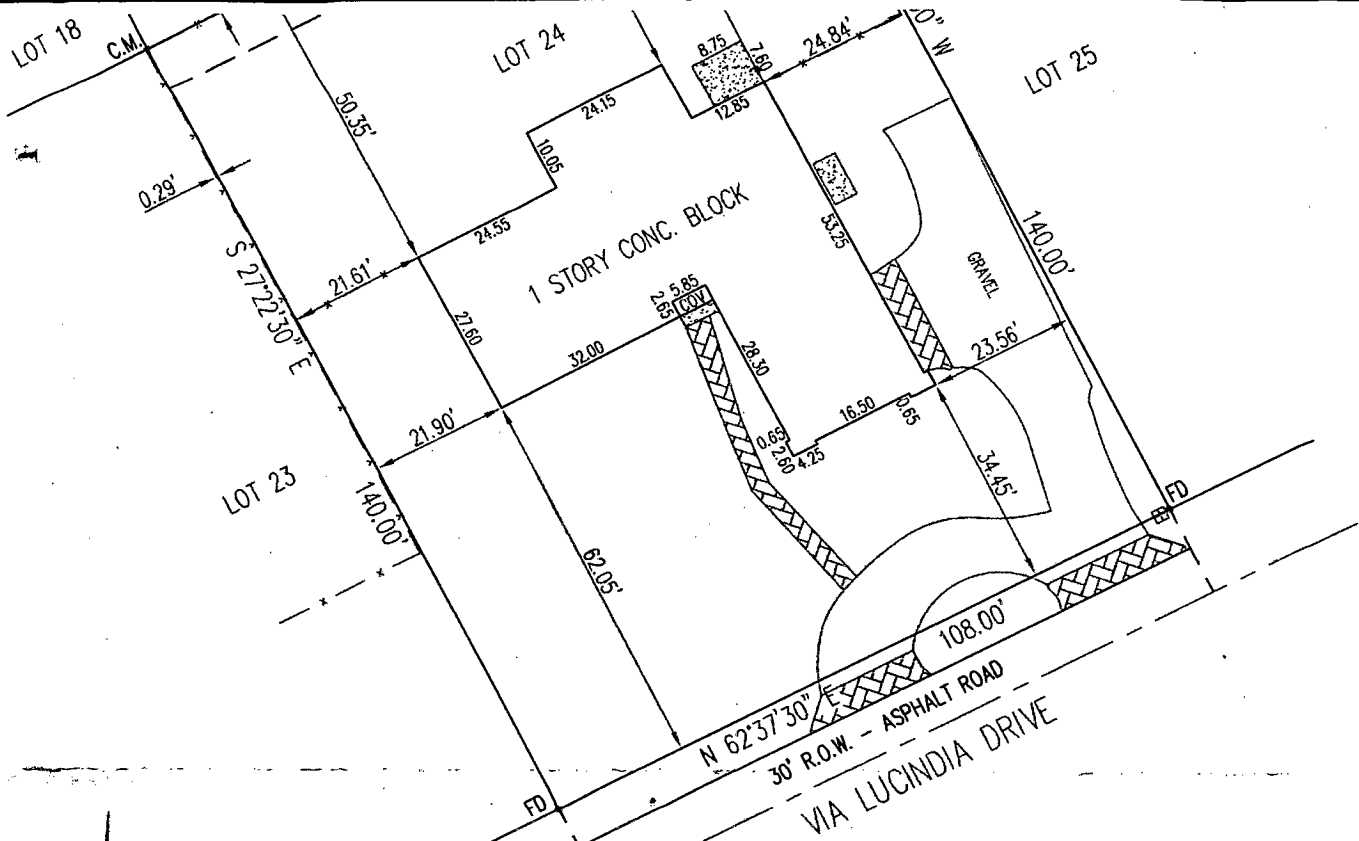 LOT 18
C.M.
LOT 24
8.75
7.60
24.84'
0" W
LOT 25
50.35'
24.15
12.85
10.05
0.29'
24.55
1 STORY CONC. BLOCK
53.25
140.00'
GRAVEL
S 27°22'30" E
21.61'
27.60
5.85
2.65
COV
32.00
28.30
23.56'
21.90'
16.50
0.65
0.65
2.60
4.25
34.45'
LOT 23
140.00'
62.05'
FD
108.00'
N 62°37'30" E
30' R.O.W. - ASPHALT ROAD
VIA LUCINDIA DRIVE
FD